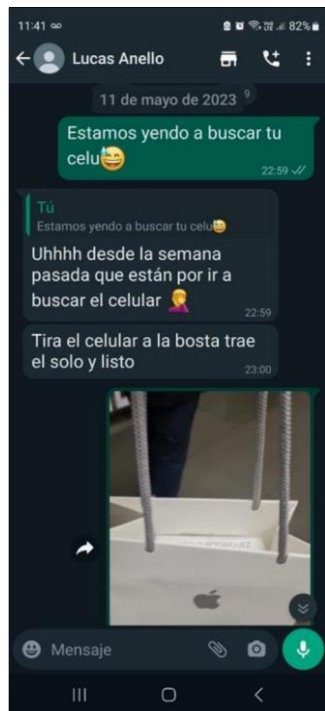 11:41
82%
Lucas Anello
11 de mayo de 2023 9
Estamos yendo a buscar tu
celu😅
22:59
Tú
Estamos yendo a buscar tu celu😅
Uhhhh desde la semana
pasada que están por ir a
buscar el celular 🤦
22:59
Tira el celular a la bosta trae
el solo y listo
23:00
Mensaje